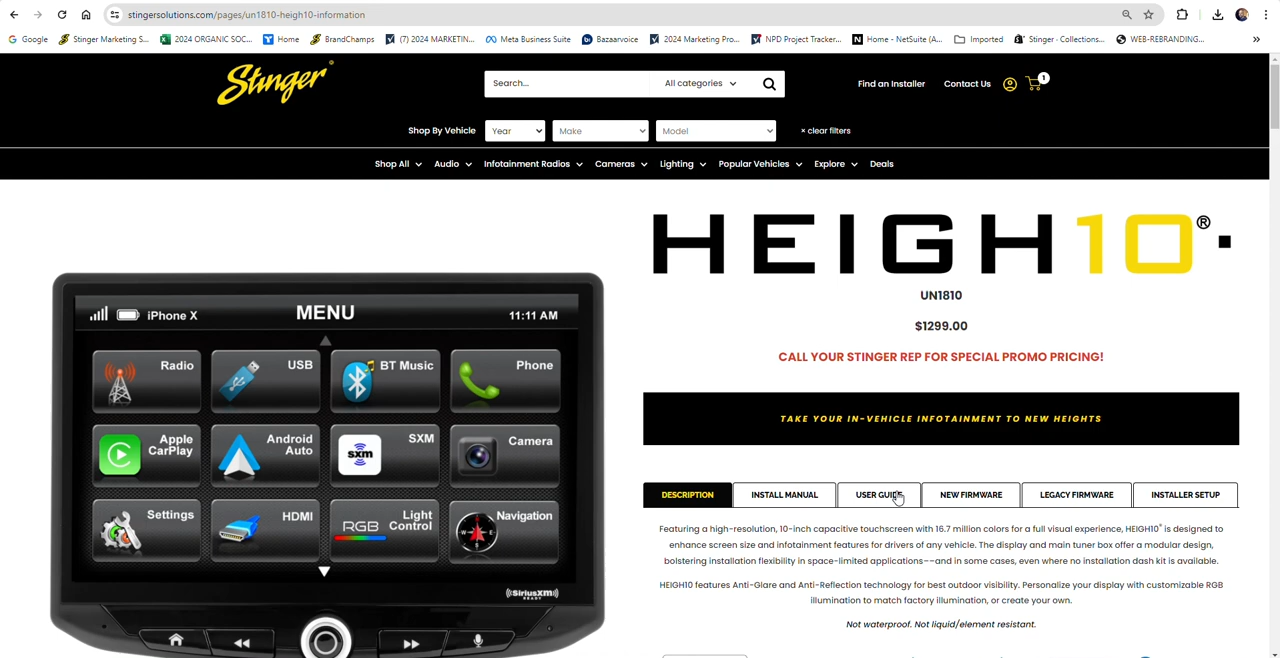 stingersolutions.com/pages/un1810-heigh10-information
Google
Stinger Marketing S...
2024 ORGANIC SOC...
Home
BrandChamps
(7) 2024 MARKETIN...
Meta Business Suite
Bazaarvoice
2024 Marketing Pro...
NPD Project Tracker...
Home - NetSuite (A...
Imported
Stinger - Collections...
WEB-REBRANDING...
Stinger
Search...
All categories
Find an Installer
Contact Us
1
Shop By Vehicle
Year
Make
Model
× clear filters
Shop All
Audio
Infotainment Radios
Cameras
Lighting
Popular Vehicles
Explore
Deals
HEIGH10®
UN1810
$1299.00
CALL YOUR STINGER REP FOR SPECIAL PROMO PRICING!
TAKE YOUR IN-VEHICLE INFOTAINMENT TO NEW HEIGHTS
DESCRIPTION
INSTALL MANUAL
USER GUIDE
NEW FIRMWARE
LEGACY FIRMWARE
INSTALLER SETUP
Featuring a high-resolution, 10-inch capacitive touchscreen with 16.7 million colors for a full visual experience, HEIGH10® is designed to
enhance screen size and infotainment features for drivers of any vehicle. The display and main tuner box offer a modular design,
bolstering installation flexibility in space-limited applications––and in some cases, even where no installation dash kit is available.
HEIGH10 features Anti-Glare and Anti-Reflection technology for best outdoor visibility. Personalize your display with customizable RGB
illumination to match factory illumination, or create your own.
Not waterproof. Not liquid/element resistant.
iPhone X
MENU
11:11 AM
Radio
USB
BT Music
Phone
Apple
CarPlay
Android
Auto
SXM
sxm
Camera
Settings
HDMI
RGB
Light
Control
Navigation
SiriusXM
READY